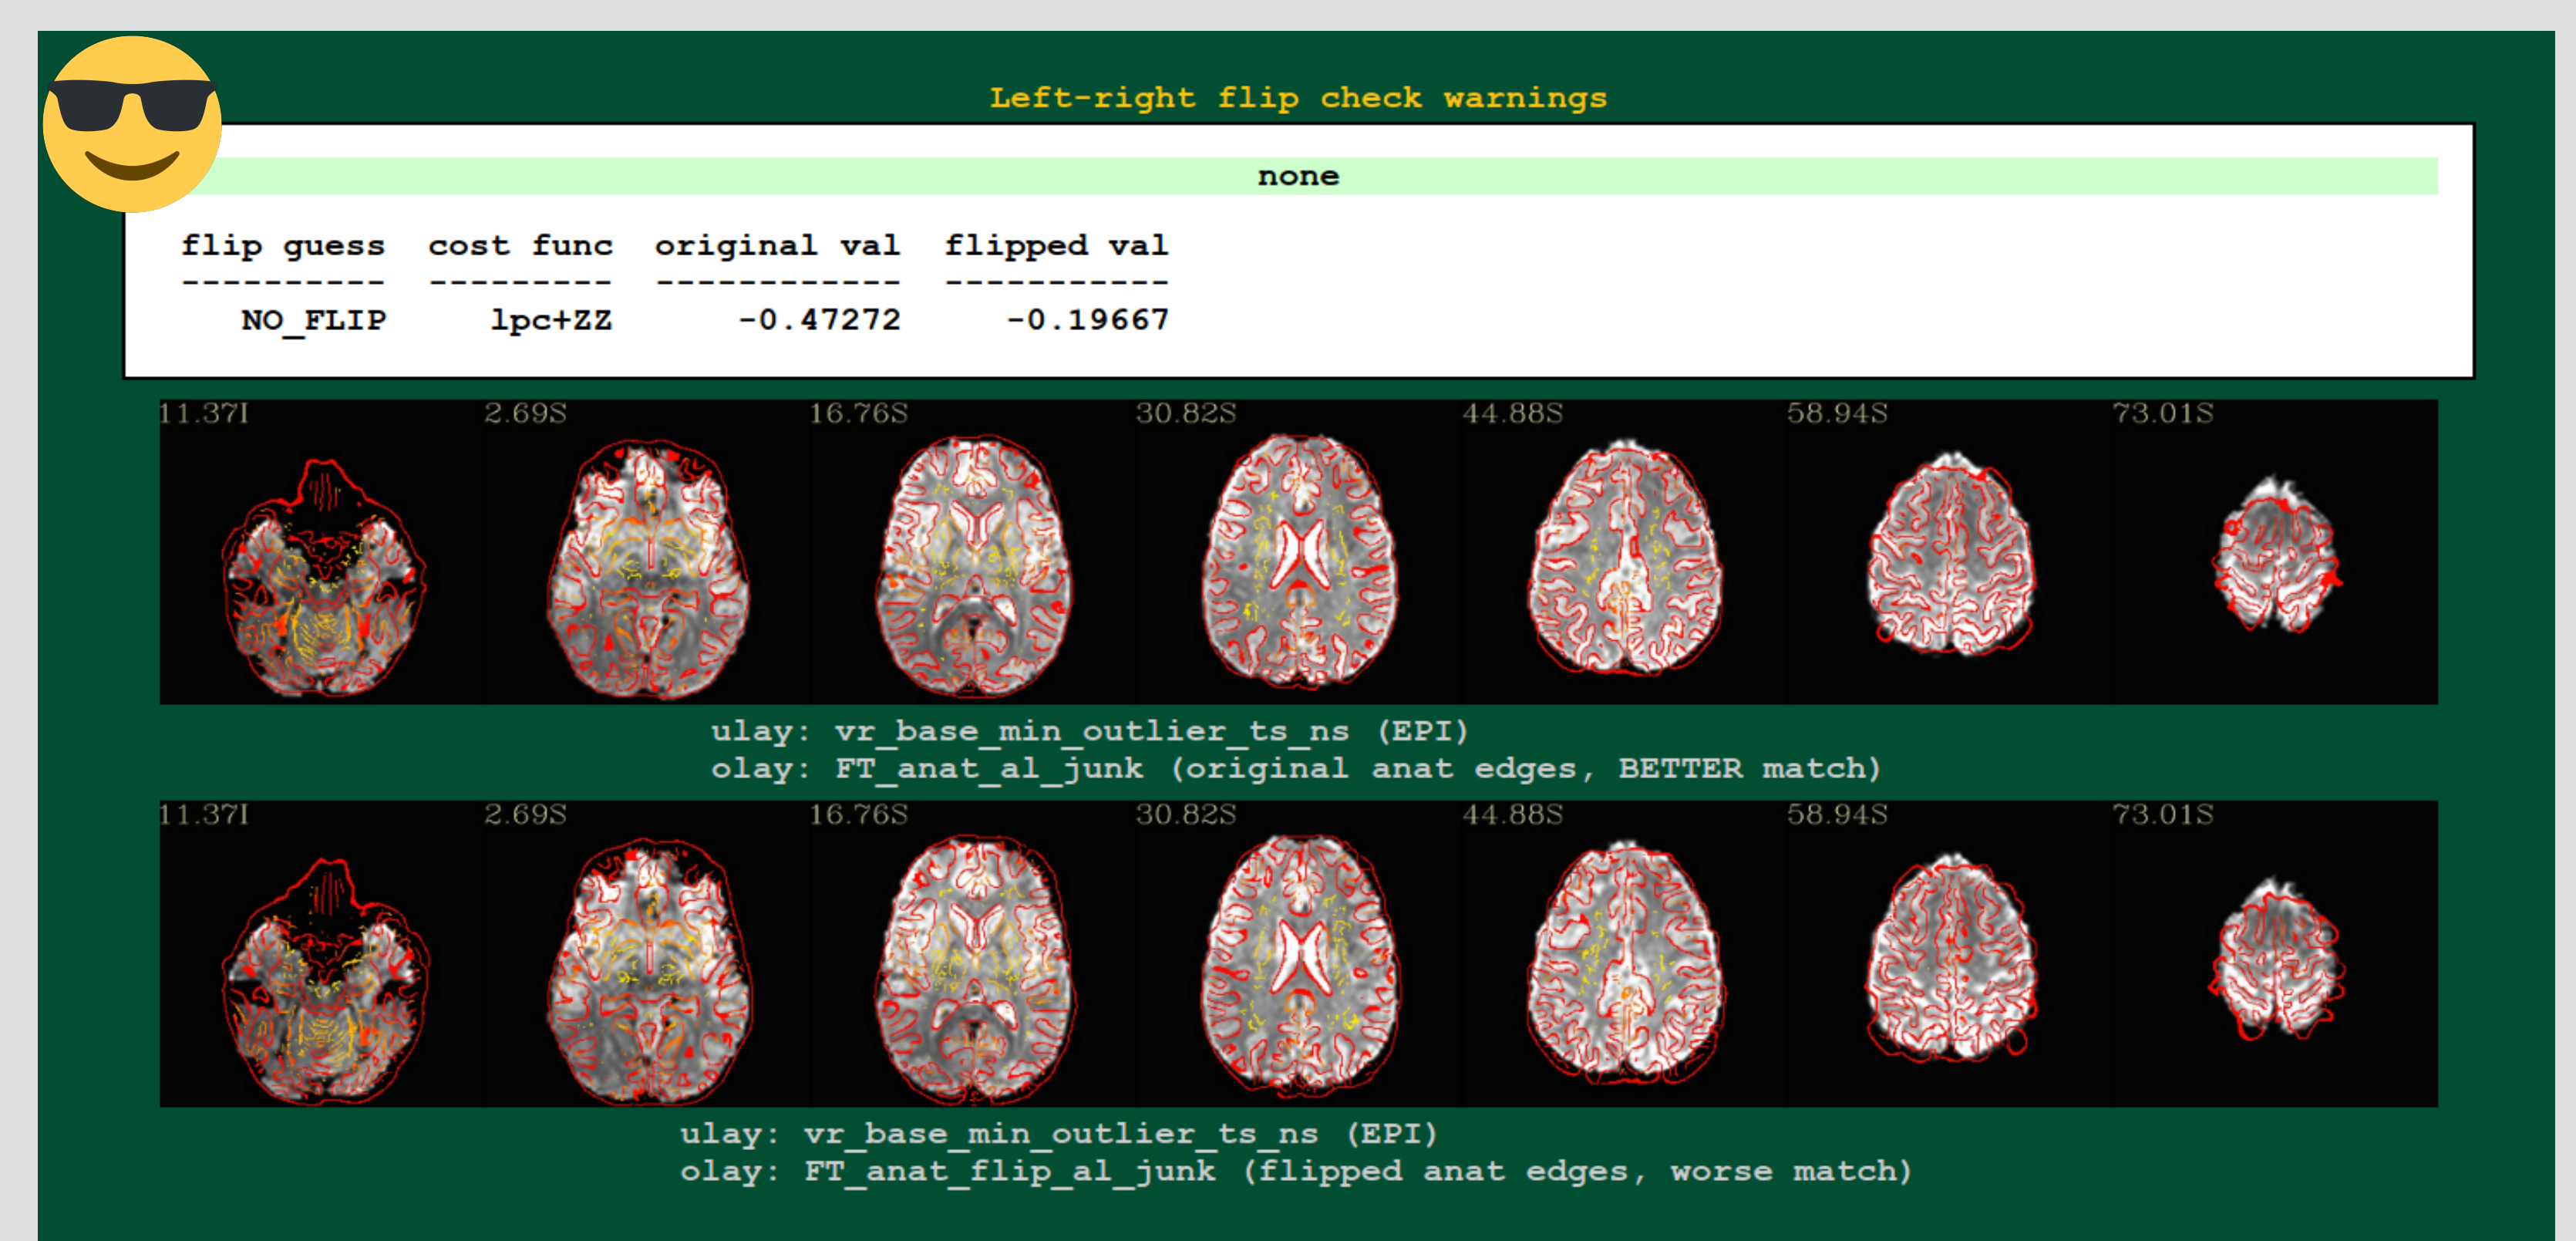 Left-right flip check warnings
none
flip guess cost func original val flipped val
---------- --------- ------------ -----------
NO_FLIP lpc+ZZ -0.47272 -0.19667
11.37I 2.69S 16.76S 30.82S 44.88S 58.94S 73.01S
ulay: vr_base_min_outlier_ts_ns (EPI)
olay: FT_anat_al_junk (original anat edges, BETTER match)
11.37I 2.69S 16.76S 30.82S 44.88S 58.94S 73.01S
ulay: vr_base_min_outlier_ts_ns (EPI)
olay: FT_anat_flip_al_junk (flipped anat edges, worse match)